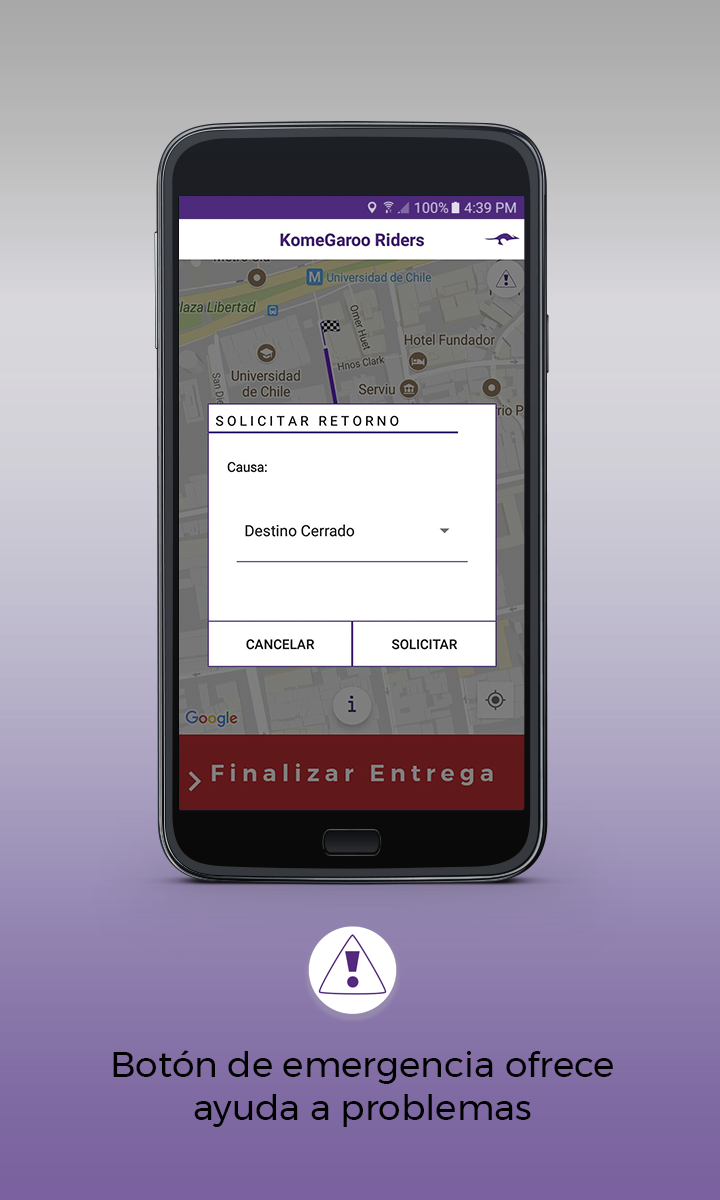 100% 4:39 PM
KomeGaroo Riders
M Universidad de Chile
laza Libertad
Omer Huet
Hotel Fundador
Hnos Clark
Universidad
de Chile
Serviu
San Die
rio P
SOLICITAR RETORNO
Causa:
Destino Cerrado
CANCELAR
SOLICITAR
i
Google
Finalizar Entrega
Botón de emergencia ofrece
ayuda a problemas